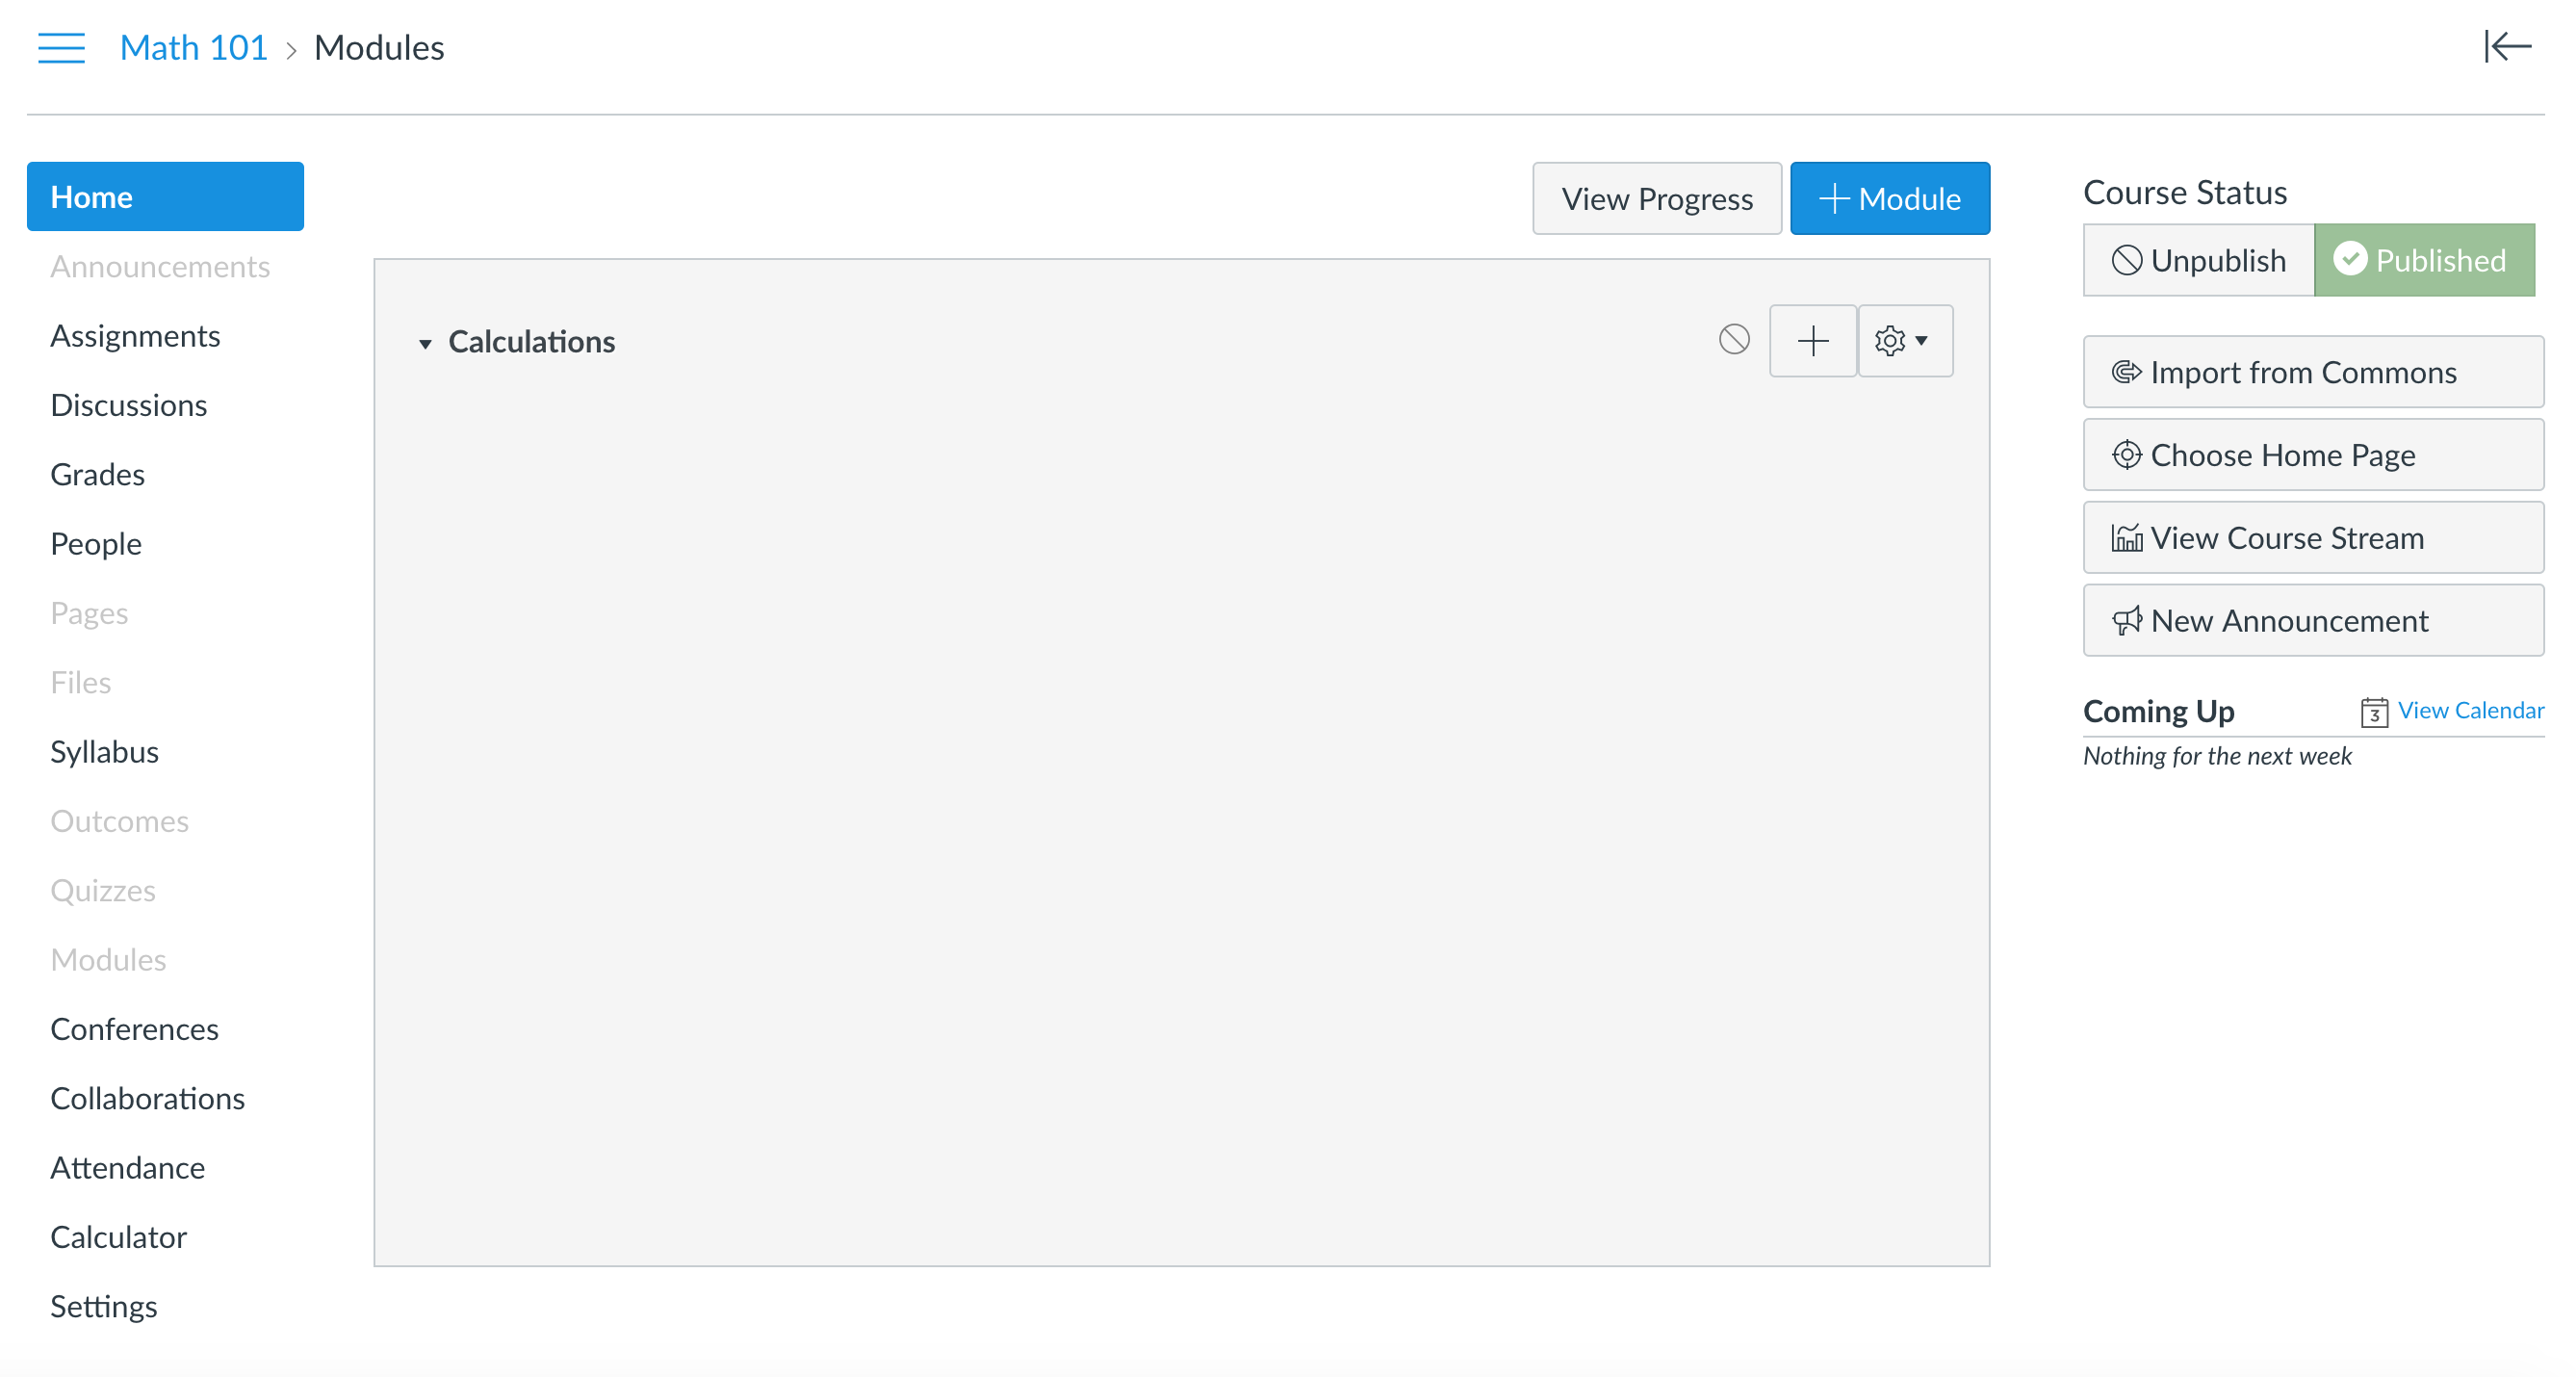 Math 101 > Modules
Home
Announcements
Assignments
Discussions
Grades
People
Pages
Files
Syllabus
Outcomes
Quizzes
Modules
Conferences
Collaborations
Attendance
Calculator
Settings
View Progress
+ Module
Calculations
Course Status
Unpublish
Published
Import from Commons
Choose Home Page
View Course Stream
New Announcement
Coming Up
3 View Calendar
Nothing for the next week